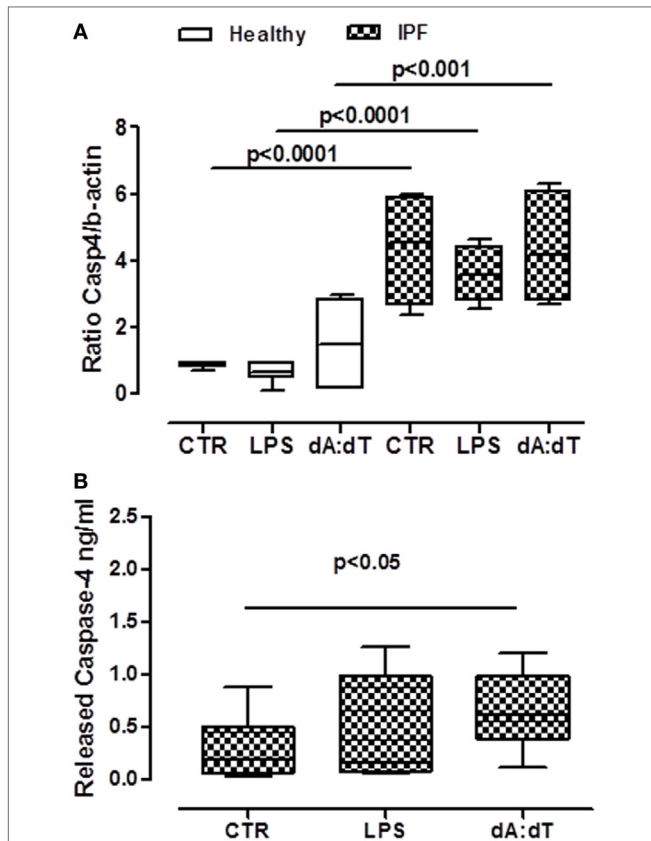 A
Healthy IPF
p<0.001
p<0.0001
p<0.0001
Ratio Casp4/b-actin
8
6
4
2
0
CTR LPS dA:dT CTR LPS dA:dT
B
Released Caspase-4 ng/ml
2.5
2.0
1.5
1.0
0.5
0.0
p<0.05
CTR LPS dA:dT